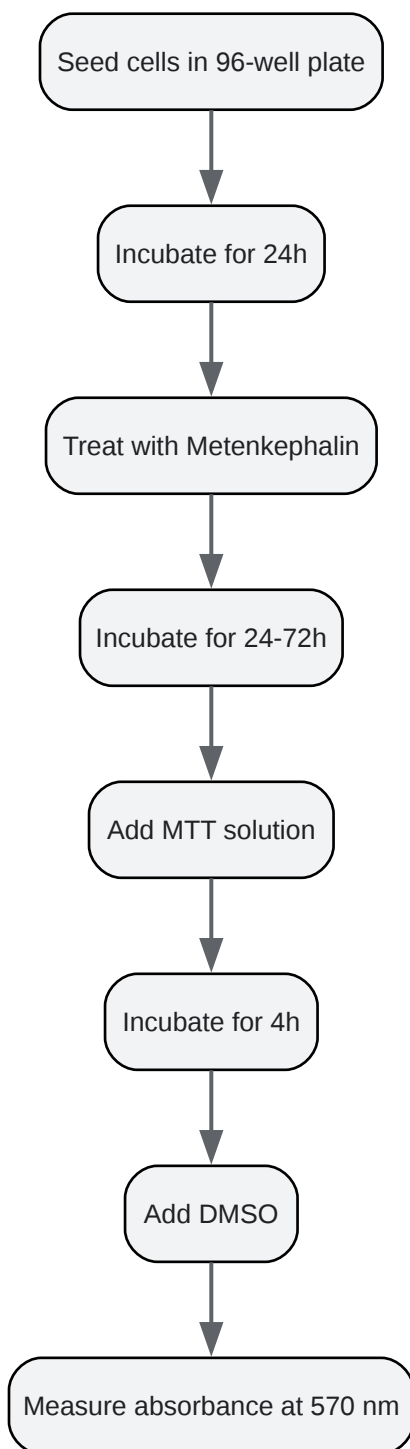 Seed cells in 96-well plate
Incubate for 24h
Treat with Metenkephalin
Incubate for 24-72h
Add MTT solution
Incubate for 4h
Add DMSO
Measure absorbance at 570 nm